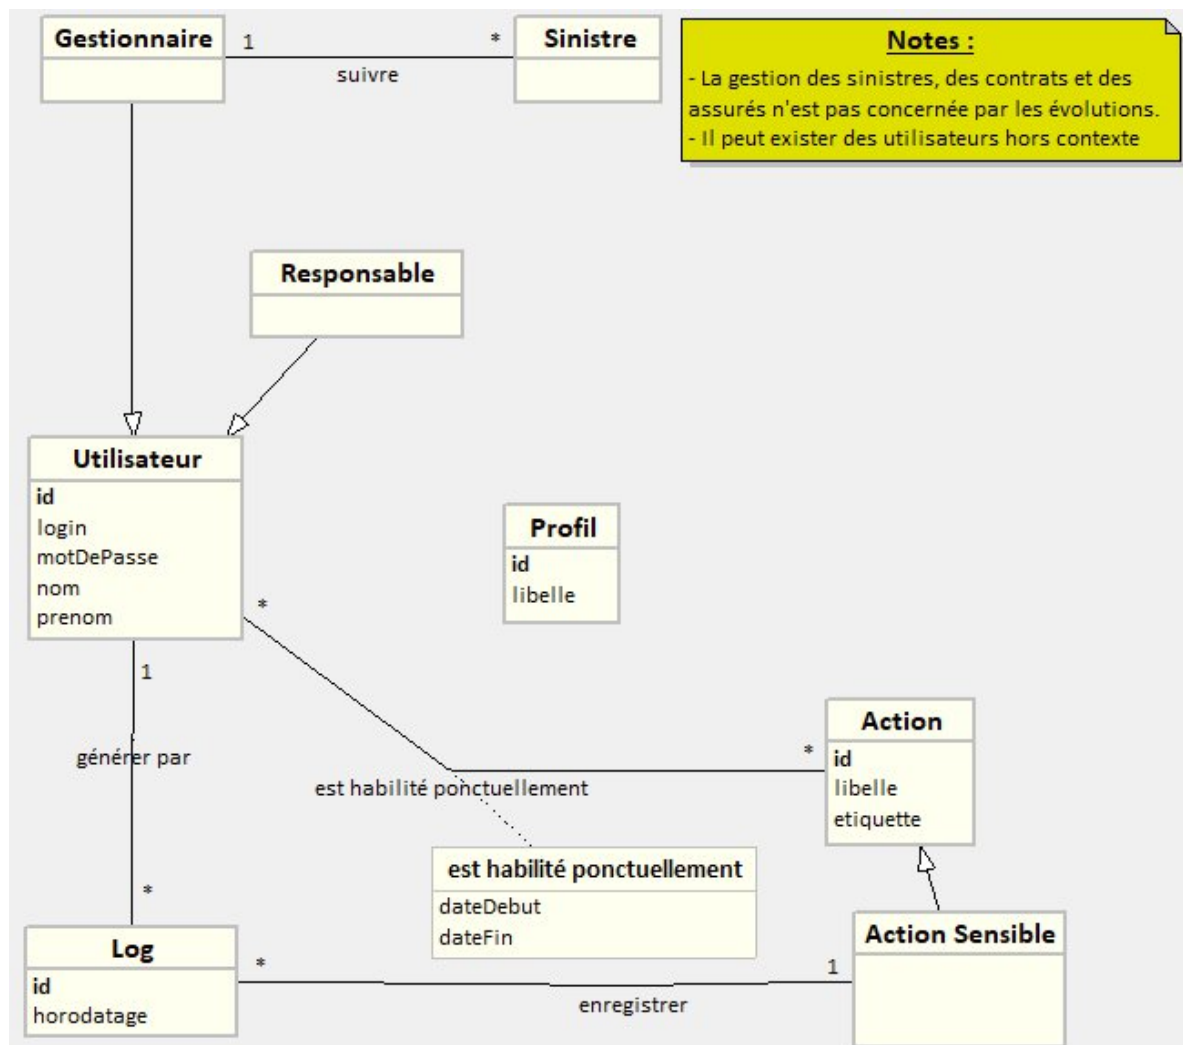 Gestionnaire
1
*
suivre
Sinistre
Notes :
- La gestion des sinistres, des contrats et des
assurés n'est pas concernée par les évolutions.
- Il peut exister des utilisateurs hors contexte
Responsable
Utilisateur
id
login
motDePasse
nom
prenom
Profil
id
libelle
*
1
générer par
*
est habilité ponctuellement
*
Action
id
libelle
etiquette
est habilité ponctuellement
dateDebut
dateFin
Log
id
horodatage
*
1
enregistrer
Action Sensible